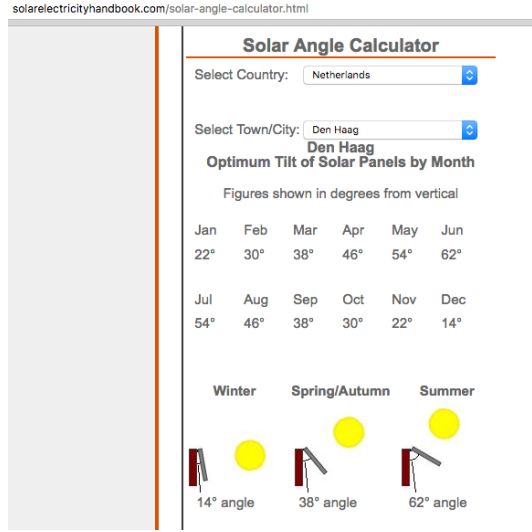 solarelectricityhandbook.com/solar-angle-calculator.html
Solar Angle Calculator
Select Country: Netherlands
Select Town/City: Den Haag
Den Haag
Optimum Tilt of Solar Panels by Month
Figures shown in degrees from vertical
Jan Feb Mar Apr May Jun
22° 30° 38° 46° 54° 62°
Jul Aug Sep Oct Nov Dec
54° 46° 38° 30° 22° 14°
Winter Spring/Autumn Summer
14° angle 38° angle 62° angle